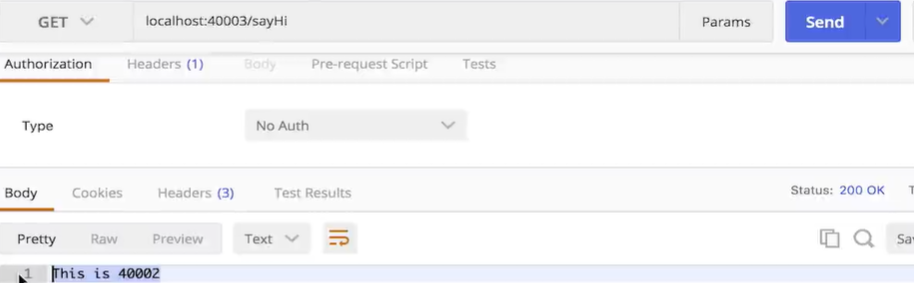 GET localhost:40003/sayHi Params Send
Authorization Headers (1) Body Pre-request Script Tests
Type No Auth
Body Cookies Headers (3) Test Results Status: 200 OK
Pretty Raw Preview Text
1 This is 40002